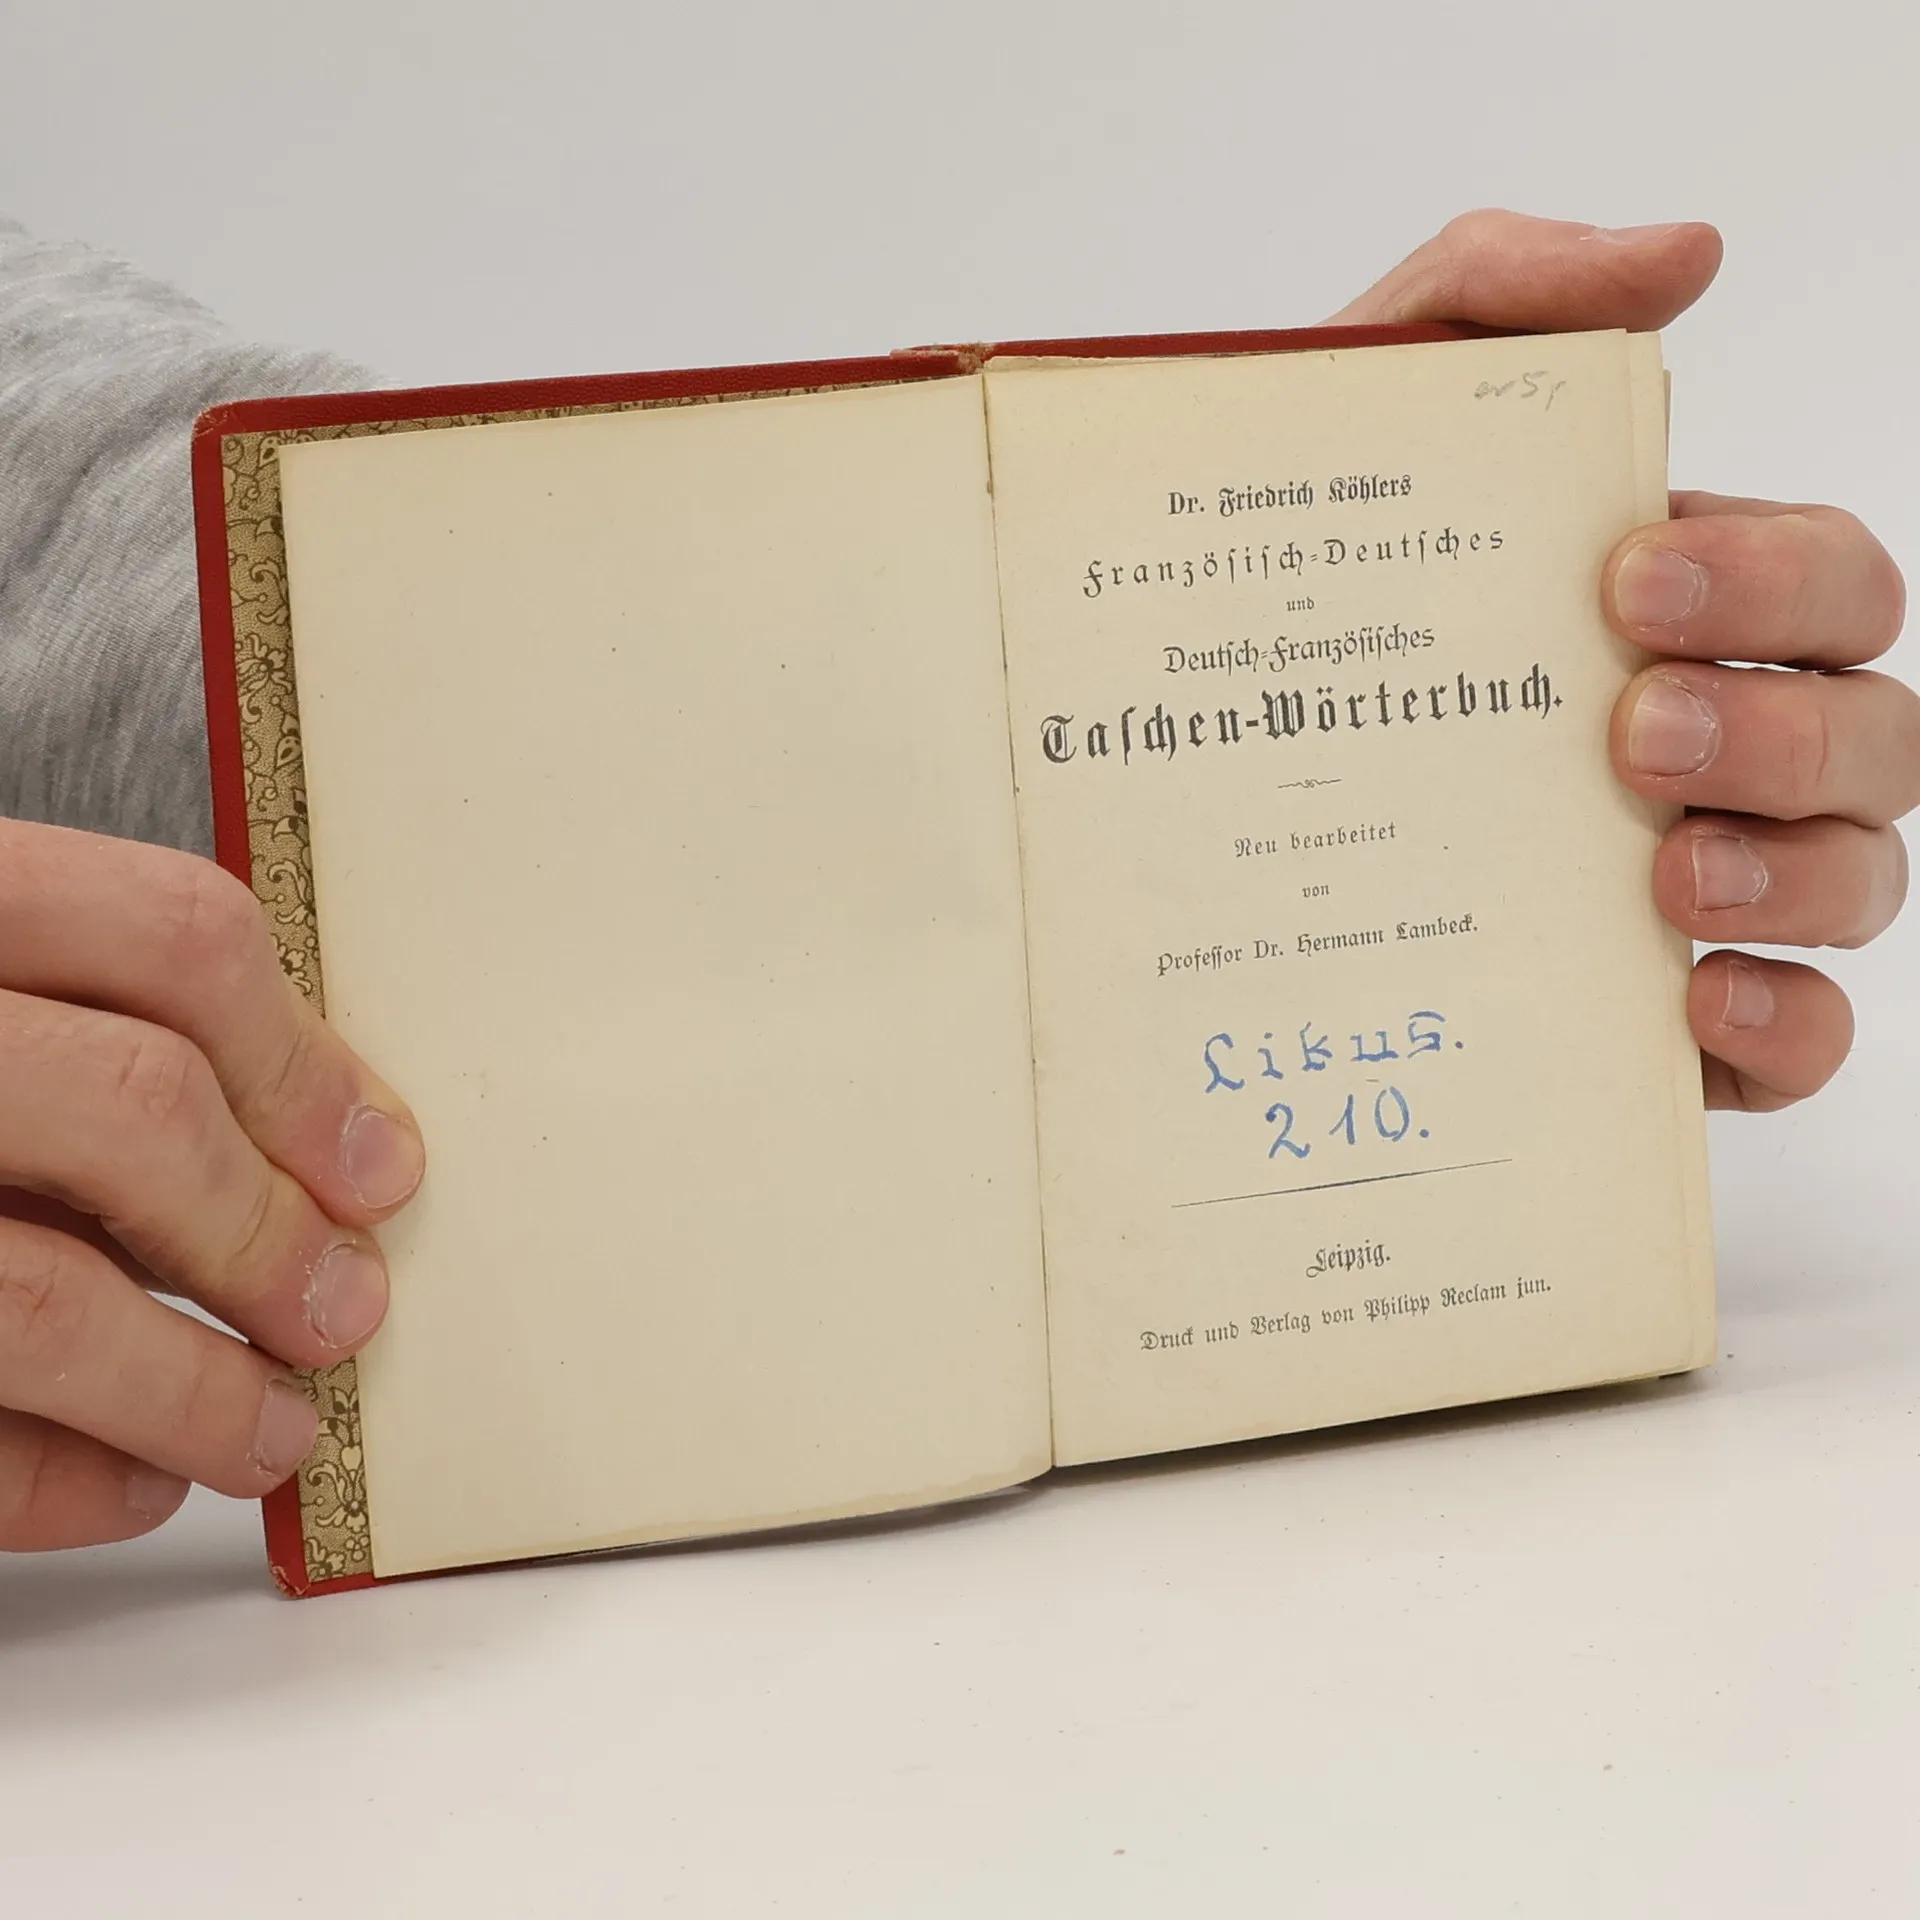 Dr. Friedrich Köhlers
Franzöſiſch-Deutſches
und
Deutſch-Franzöſiſches
Taſchen-Wörterbuch.
Neu bearbeitet
von
Profeſſor Dr. Hermann Lambeck.
Likus.
210.
Leipzig.
Druck und Verlag von Philipp Reclam jun.